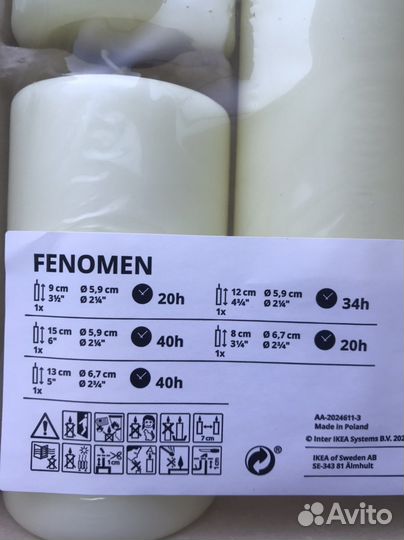 FENOMEN
9 cm Ø 5,9 cm 20h
3½" Ø 2¼"
1x
12 cm Ø 5,9 cm 34h
4¾" Ø 2¼"
1x
15 cm Ø 5,9 cm 40h
6" Ø 2¼"
1x
8 cm Ø 6,7 cm 20h
3¼" Ø 2¾"
1x
13 cm Ø 6,7 cm 40h
5" Ø 2¾"
1x
7 cm
1 cm
AA-2024611-3
Made in Poland
© Inter IKEA Systems B.V. 202
IKEA of Sweden AB
SE-343 81 Älmhult
Avito